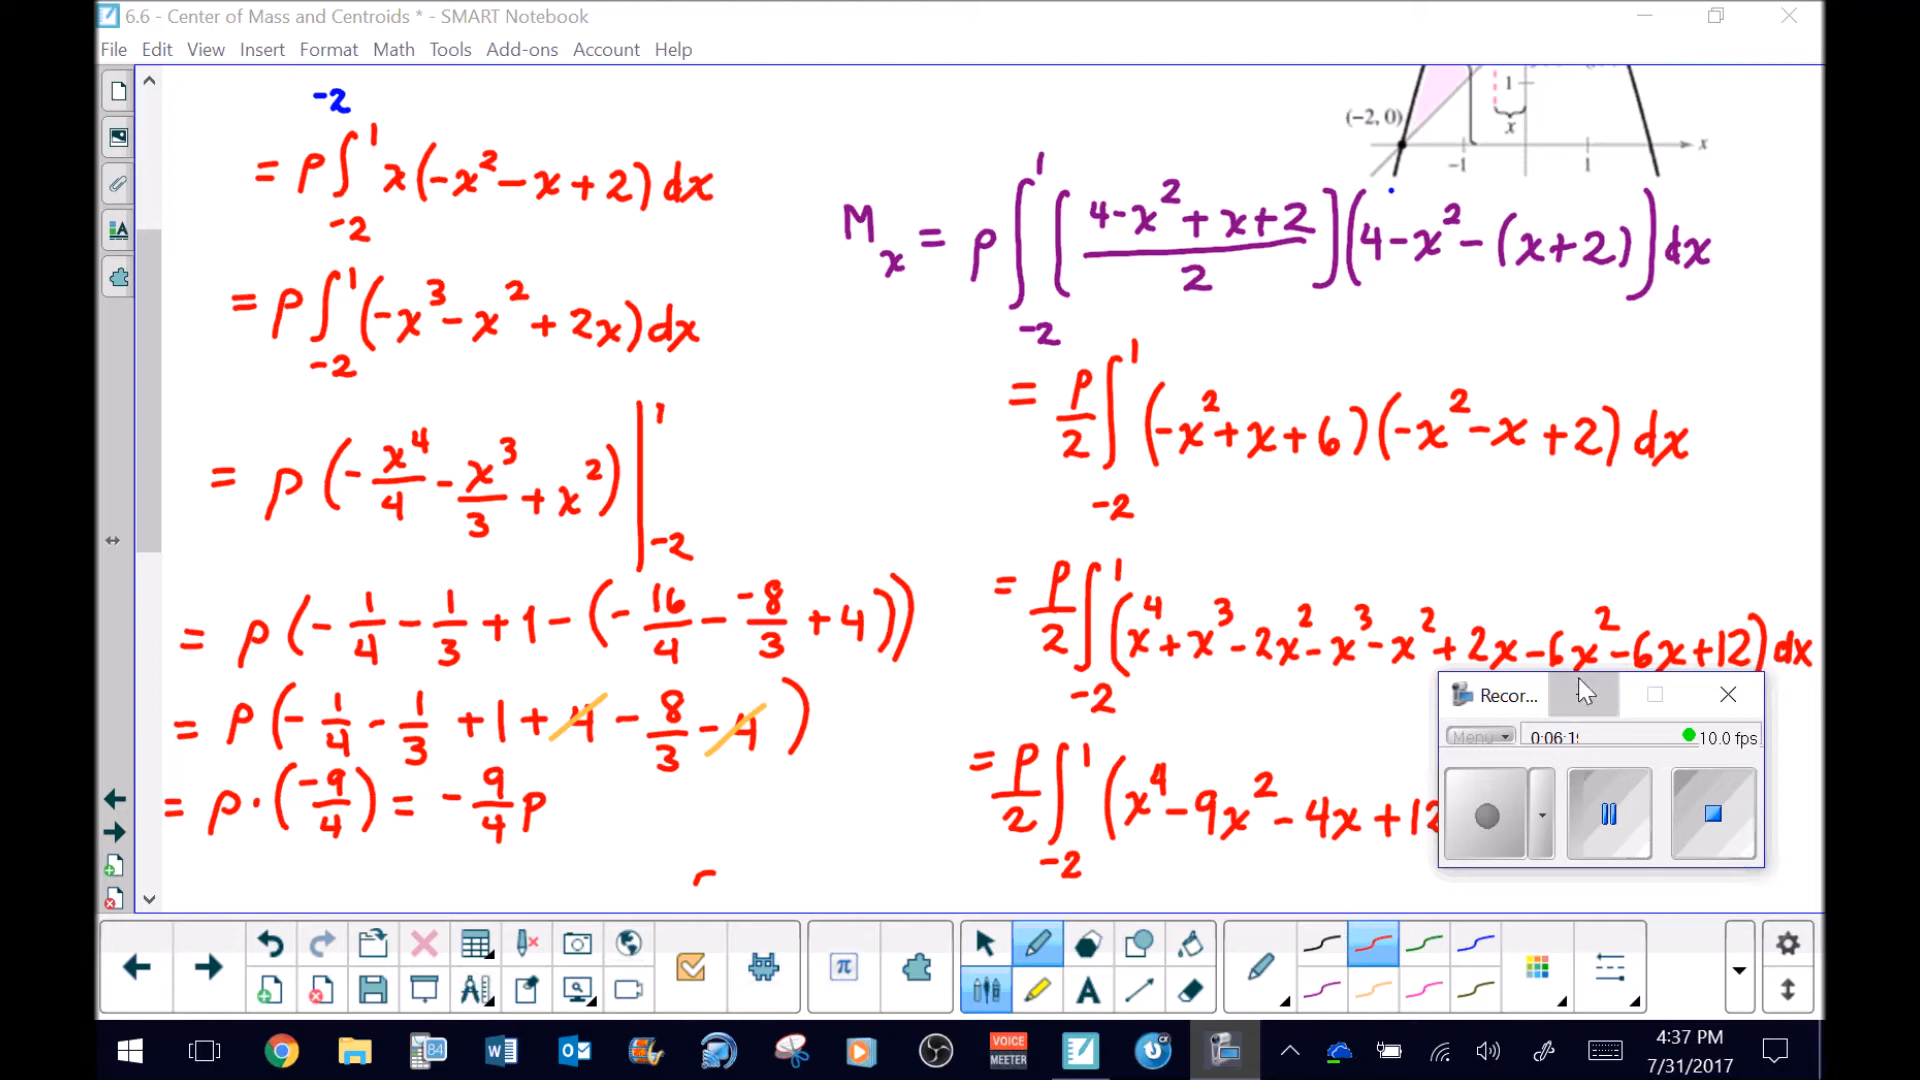 6.6 - Center of Mass and Centroids * - SMART Notebook
File Edit View Insert Format Math Tools Add-ons Account Help
-2
= ρ∫₋₂¹ x(-x² - x + 2) dx
= ρ∫₋₂¹ (-x³ - x² + 2x) dx
= ρ(-x⁴/4 - x³/3 + x²) |₋₂¹
= ρ(-1/4 - 1/3 + 1 - (-16/4 - -8/3 + 4))
= ρ(-1/4 - 1/3 + 1 + 4 - 8/3 - 4)
= ρ · (-9/4) = -9/4 ρ
1
(-2, 0)
x
x
-1
1
Mₓ = ρ∫₋₂¹ [(4 - x² + x + 2)/2](4 - x² - (x + 2)) dx
= ρ/2 ∫₋₂¹ (-x² + x + 6)(-x² - x + 2) dx
= ρ/2 ∫₋₂¹ (x⁴ + x³ - 2x² - x³ - x² + 2x - 6x² - 6x + 12) dx
= ρ/2 ∫₋₂¹ (x⁴ - 9x² - 4x + 12
Recor...
Menu
0:06:1
10.0 fps
π
A
84
VOICE
MEETER
4:37 PM
7/31/2017